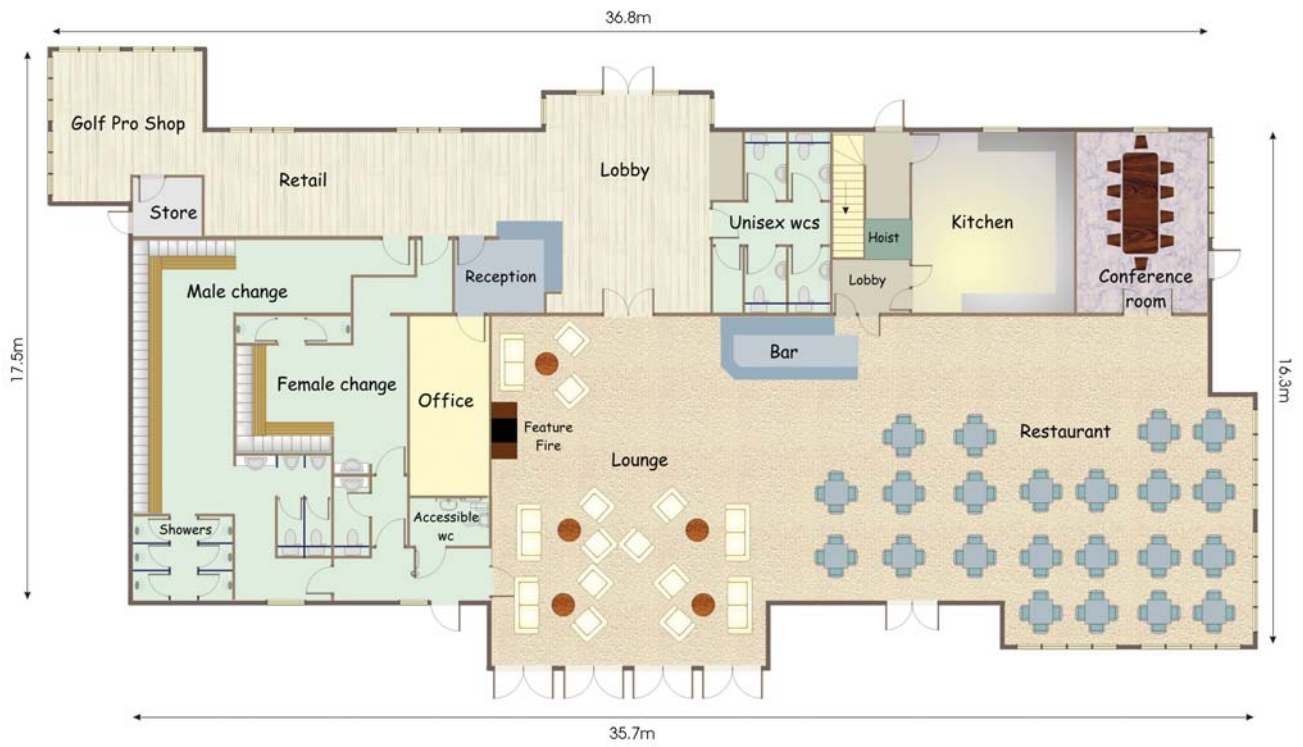 36.8m
Golf Pro Shop
Retail
Lobby
Store
Unisex wcs
Kitchen
Hoist
Reception
Lobby
Conference
room
Male change
17.5m
16.3m
Bar
Female change
Office
Feature
Fire
Restaurant
Lounge
Accessible
wc
Showers
35.7m